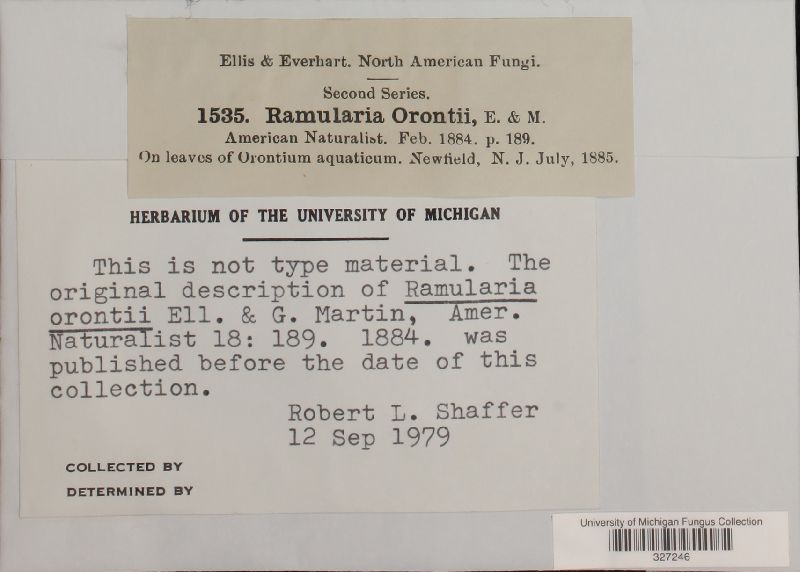 Ellis & Everhart. North American Fungi.
Second Series.
1535. Ramularia Orontii, E. & M.
American Naturalist. Feb. 1884. p. 189.
On leaves of Orontium aquaticum. Newfield, N. J. July, 1885.
HERBARIUM OF THE UNIVERSITY OF MICHIGAN
This is not type material. The
original description of Ramularia
orontii Ell. & G. Martin, Amer.
Naturalist 18: 189. 1884. was
published before the date of this
collection.
Robert L. Shaffer
12 Sep 1979
COLLECTED BY
DETERMINED BY
University of Michigan Fungus Collection
327246